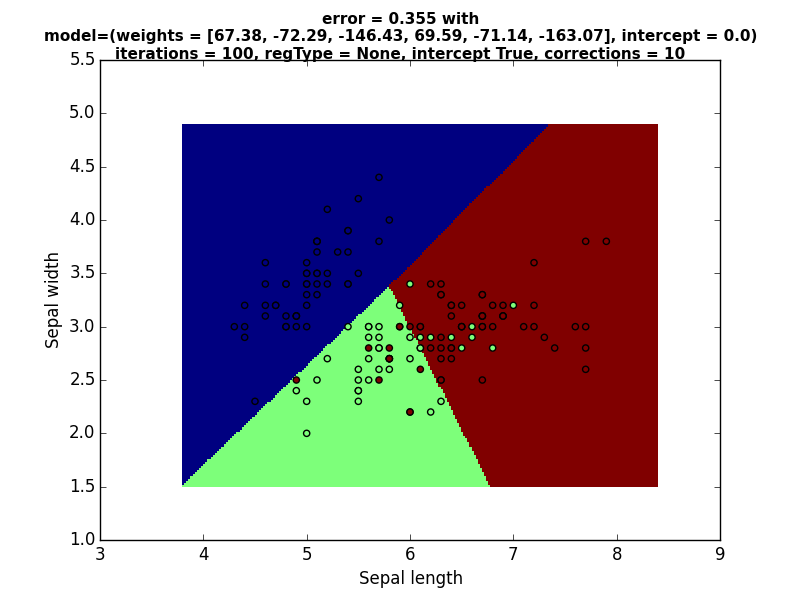 error = 0.355 with
model=(weights = [67.38, -72.29, -146.43, 69.59, -71.14, -163.07], intercept = 0.0)
iterations = 100, regType = None, intercept True, corrections = 10
5.5
5.0
4.5
4.0
3.5
3.0
2.5
2.0
1.5
1.0
Sepal width
3 4 5 6 7 8 9
Sepal length